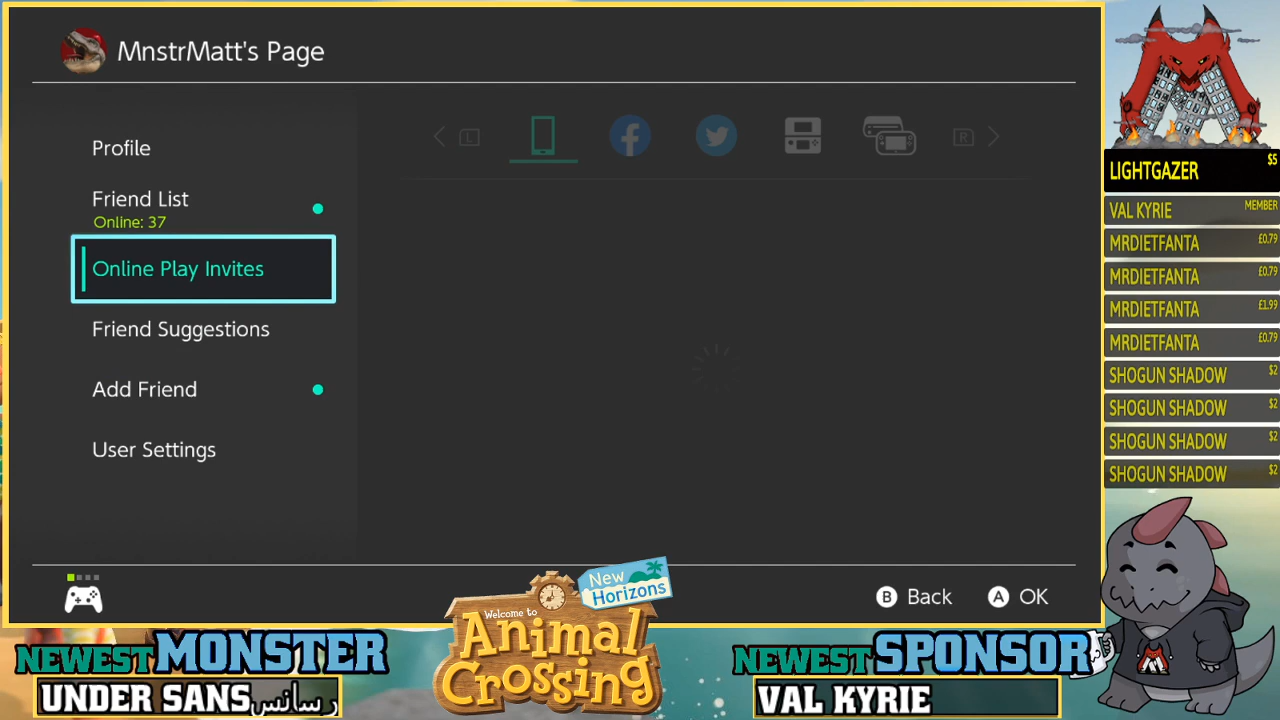 MnstrMatt's Page
Profile
Friend List
Online: 37
Online Play Invites
Friend Suggestions
Add Friend
User Settings
L
R
B Back
A OK
LIGHTGAZER $5
VAL KYRIE MEMBER
MRDIETFANTA £0.79
MRDIETFANTA £0.79
MRDIETFANTA £1.99
MRDIETFANTA £0.79
SHOGUN SHADOW $2
SHOGUN SHADOW $2
SHOGUN SHADOW $2
SHOGUN SHADOW $2
NEWEST MONSTER
UNDER SANS رسانس
Welcome to
Animal
Crossing
New
Horizons
NEWEST SPONSOR
VAL KYRIE